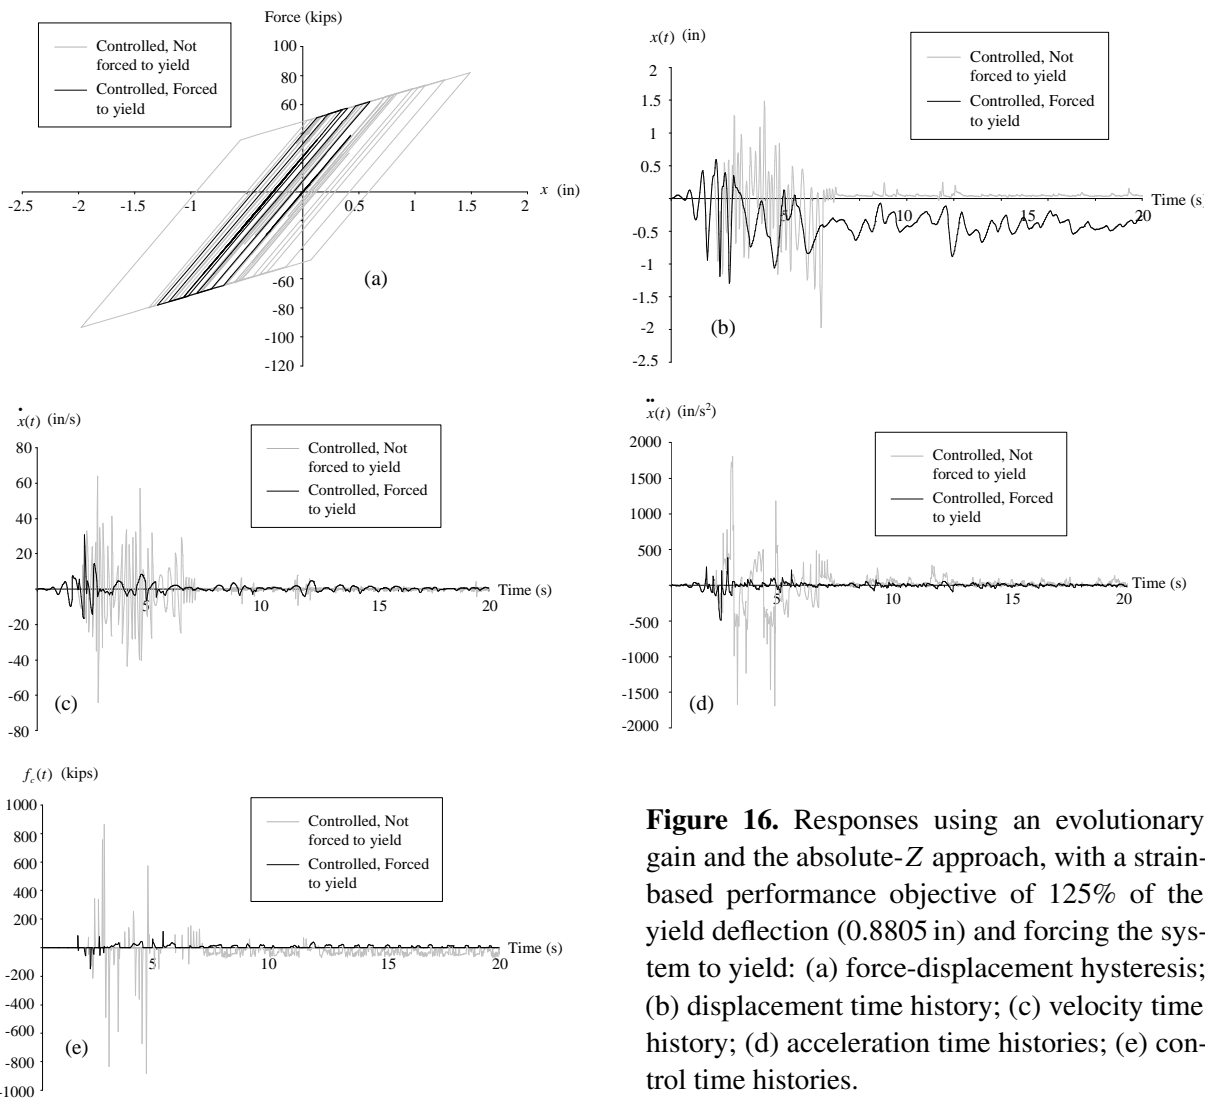 Force (kips)
Controlled, Not
forced to yield
Controlled, Forced
to yield
100
80
60
-2.5
-2
-1.5
-1
0.5
1
1.5
2
x (in)
-60
-80
-100
-120
(a)
x(t) (in)
Controlled, Not
forced to yield
Controlled, Forced
to yield
2
1.5
1
0.5
-0.5
-1
-1.5
-2
-2.5
5
10
15
20
Time (s
(b)
ẋ(t) (in/s)
Controlled, Not
forced to yield
Controlled, Forced
to yield
80
60
40
20
0
-20
-40
-60
-80
5
10
15
20
Time (s)
(c)
ẍ(t) (in/s²)
Controlled, Not
forced to yield
Controlled, Forced
to yield
2000
1500
1000
500
-500
-1000
-1500
-2000
5
10
15
20
Time (s)
(d)
f_c(t) (kips)
Controlled, Not
forced to yield
Controlled, Forced
to yield
1000
800
600
400
200
-200
-400
-600
-800
-1000
5
10
15
20
Time (s)
(e)
Figure 16. Responses using an evolutionary
gain and the absolute-Z approach, with a strain-
based performance objective of 125% of the
yield deflection (0.8805 in) and forcing the sys-
tem to yield: (a) force-displacement hysteresis;
(b) displacement time history; (c) velocity time
history; (d) acceleration time histories; (e) con-
trol time histories.